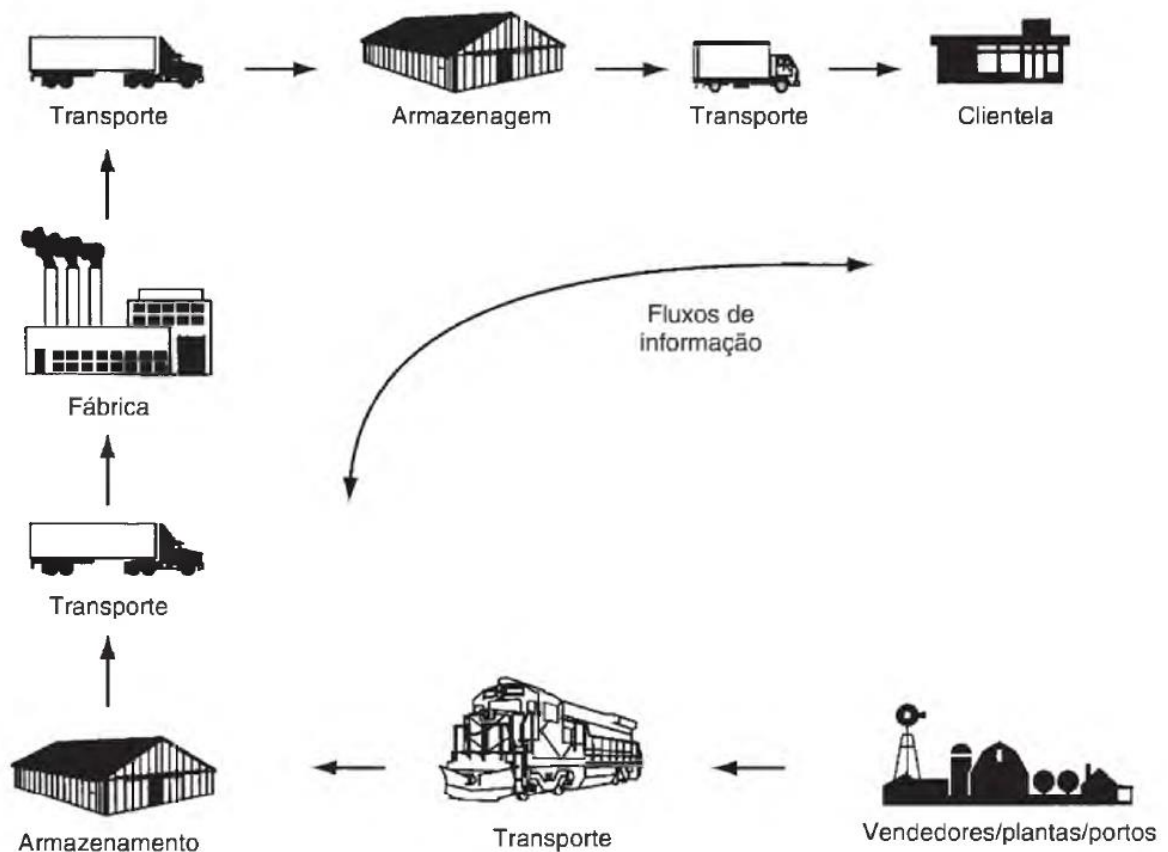 Transporte
Armazenagem
Transporte
Clientela
Fluxos de
informação
Fábrica
Transporte
Armazenamento
Transporte
Vendedores/plantas/portos